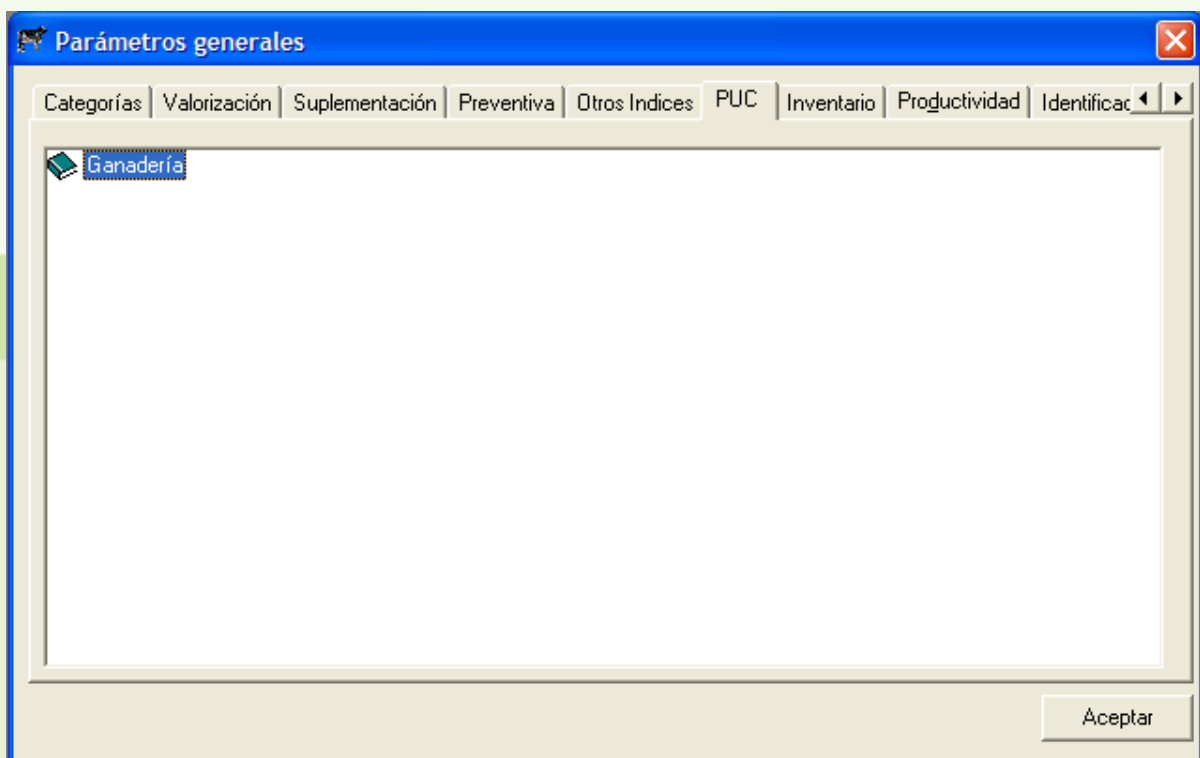 Parámetros generales
Categorías Valorización Suplementación Preventiva Otros Indices PUC Inventario Productividad
Ganadería
Aceptar